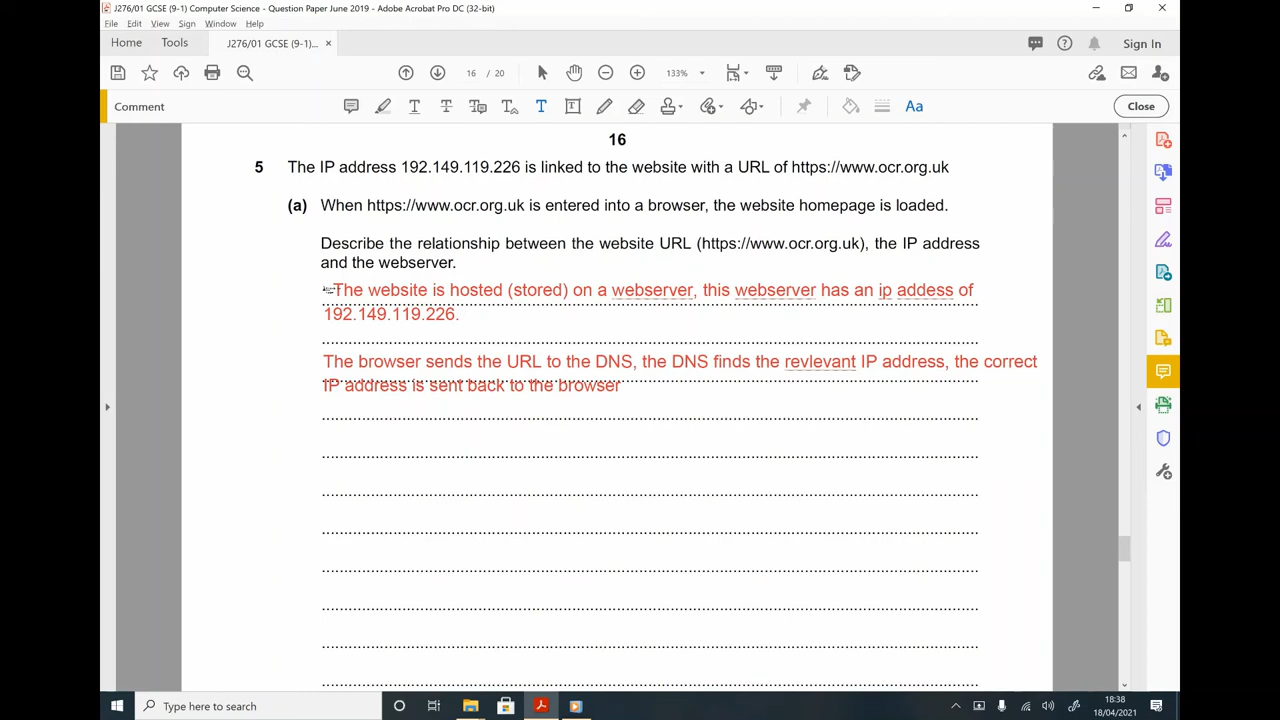 J276/01 GCSE (9-1) Computer Science - Question Paper June 2019 - Adobe Acrobat Pro DC (32-bit)
File Edit View Sign Window Help
Home Tools J276/01 GCSE (9-1)... × Sign In
16 / 20 133%
Comment Close
16
5 The IP address 192.149.119.226 is linked to the website with a URL of https://www.ocr.org.uk
(a) When https://www.ocr.org.uk is entered into a browser, the website homepage is loaded.
Describe the relationship between the website URL (https://www.ocr.org.uk), the IP address
and the webserver.
The website is hosted (stored) on a webserver, this webserver has an ip addess of
192.149.119.226.
The browser sends the URL to the DNS, the DNS finds the revlevant IP address, the correct
IP address is sent back to the browser
Type here to search
18:38
18/04/2021